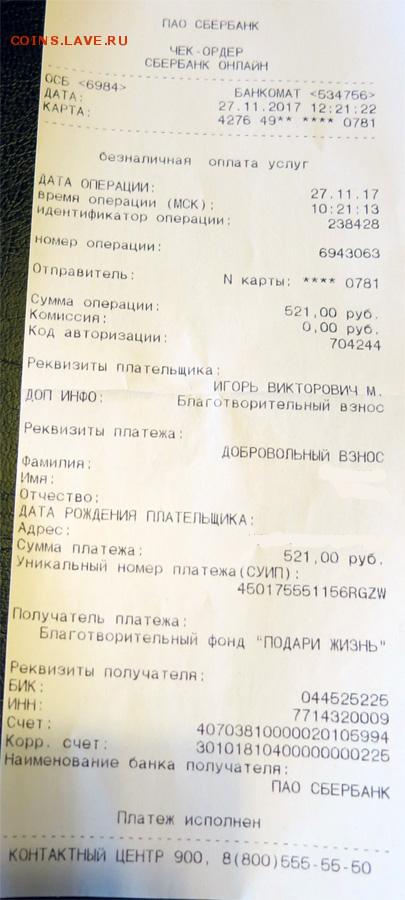 COINS.LAVE.RU
ПАО СБЕРБАНК
ЧЕК-ОРДЕР
СБЕРБАНК ОНЛАЙН
ОСБ <6984> БАНКОМАТ <534756>
ДАТА: 27.11.2017 12:21:22
КАРТА: 4276 49** **** 0781
безналичная оплата услуг
ДАТА ОПЕРАЦИИ: 27.11.17
время операции (МСК): 10:21:13
идентификатор операции: 238428
номер операции: 6943063
Отправитель: N карты: **** 0781
Сумма операции: 521,00 руб.
Комиссия: 0,00 руб.
Код авторизации: 704244
Реквизиты плательщика:
ИГОРЬ ВИКТОРОВИЧ М.
ДОП ИНФО: Благотворительный взнос
Реквизиты платежа:
ДОБРОВОЛЬНЫЙ ВЗНОС
Фамилия:
Имя:
Отчество:
ДАТА РОЖДЕНИЯ ПЛАТЕЛЬЩИКА:
Адрес:
Сумма платежа: 521,00 руб.
Уникальный номер платежа(СУИП):
450175551156RGZW
Получатель платежа:
Благотворительный фонд "ПОДАРИ ЖИЗНЬ"
Реквизиты получателя:
БИК: 044525225
ИНН: 7714320009
Счет: 40703810000020105994
Корр. счет: 30101810400000000225
Наименование банка получателя:
ПАО СБЕРБАНК
Платеж исполнен
КОНТАКТНЫЙ ЦЕНТР 900, 8(800)555-55-50